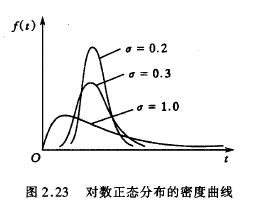 f(t)
σ = 0.2
σ = 0.3
σ = 1.0
O
t
图 2.23 对数正态分布的密度曲线